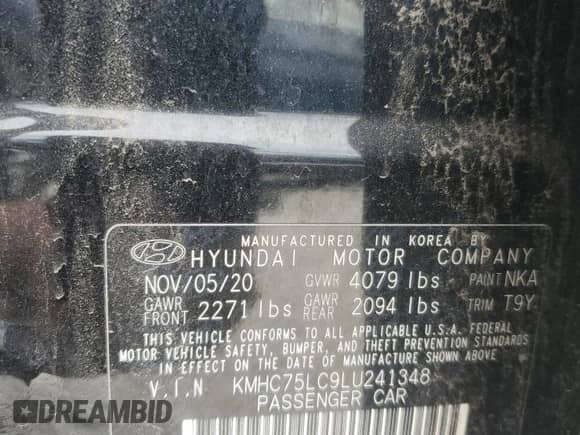 MANUFACTURED IN KOREA BY
HYUNDAI MOTOR COMPANY
NOV/05/20 GVWR 4079 lbs PAINT NKA
GAWR FRONT 2271 lbs GAWR REAR 2094 lbs TRIM T9Y
THIS VEHICLE CONFORMS TO ALL APPLICABLE U.S.A. FEDERAL
MOTOR VEHICLE SAFETY, BUMPER, AND THEFT PREVENTION STANDARDS
IN EFFECT ON THE DATE OF MANUFACTURE SHOWN ABOVE.
V.I.N KMHC75LC9LU241348
PASSENGER CAR
DREAMBID